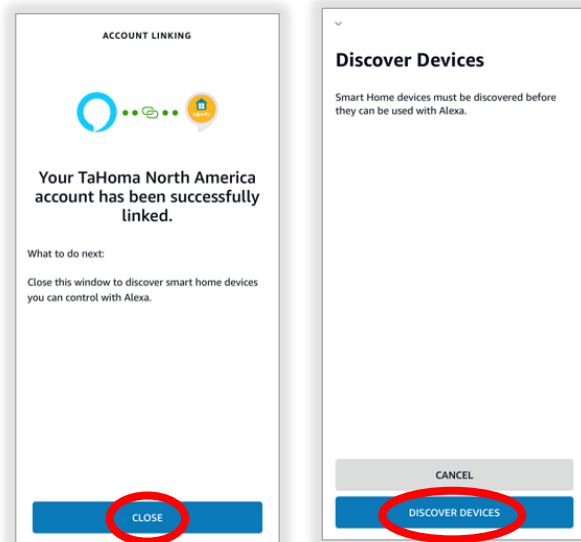 ACCOUNT LINKING
somfy
Your TaHoma North America
account has been successfully
linked.
What to do next:
Close this window to discover smart home devices
you can control with Alexa.
CLOSE
Discover Devices
Smart Home devices must be discovered before
they can be used with Alexa.
CANCEL
DISCOVER DEVICES